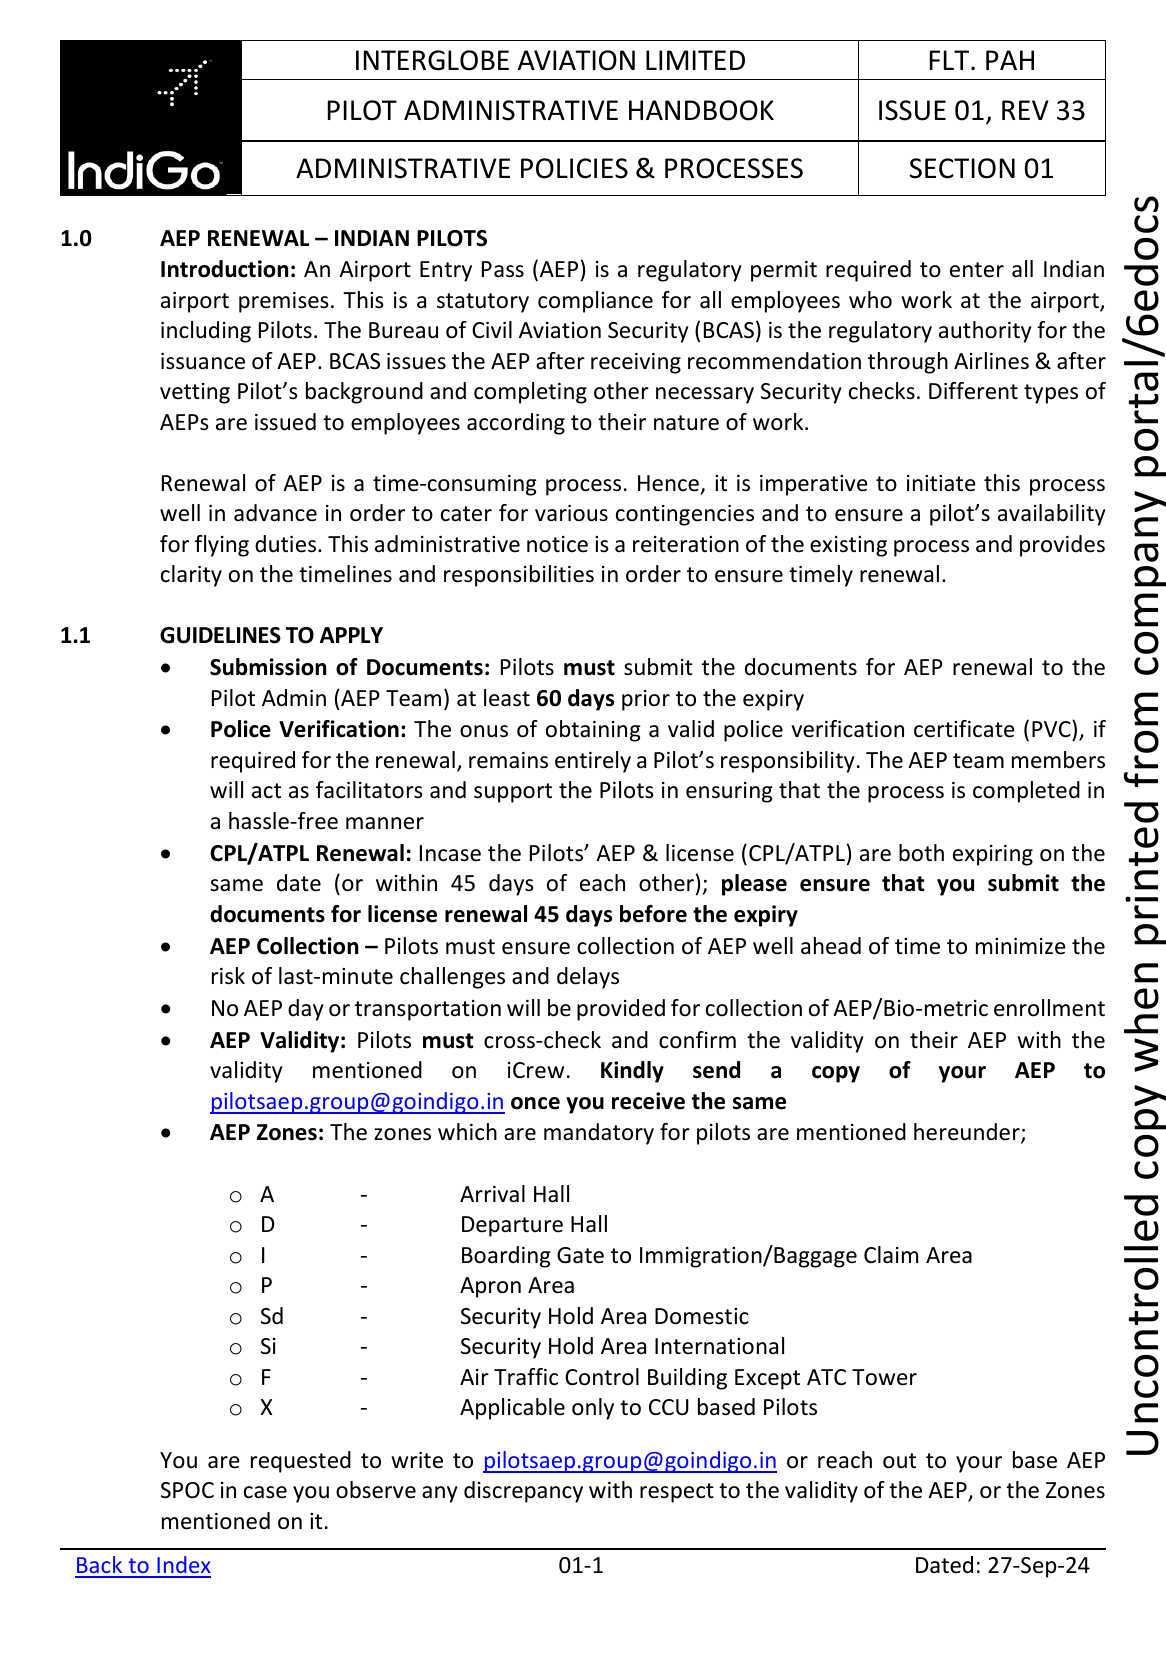 IndiGo
INTERGLOBE AVIATION LIMITED
FLT. PAH
PILOT ADMINISTRATIVE HANDBOOK
ISSUE 01, REV 33
ADMINISTRATIVE POLICIES & PROCESSES
SECTION 01
1.0 AEP RENEWAL – INDIAN PILOTS
Introduction: An Airport Entry Pass (AEP) is a regulatory permit required to enter all Indian
airport premises. This is a statutory compliance for all employees who work at the airport,
including Pilots. The Bureau of Civil Aviation Security (BCAS) is the regulatory authority for the
issuance of AEP. BCAS issues the AEP after receiving recommendation through Airlines & after
vetting Pilot’s background and completing other necessary Security checks. Different types of
AEPs are issued to employees according to their nature of work.
Renewal of AEP is a time-consuming process. Hence, it is imperative to initiate this process
well in advance in order to cater for various contingencies and to ensure a pilot’s availability
for flying duties. This administrative notice is a reiteration of the existing process and provides
clarity on the timelines and responsibilities in order to ensure timely renewal.
1.1 GUIDELINES TO APPLY
• Submission of Documents: Pilots must submit the documents for AEP renewal to the
Pilot Admin (AEP Team) at least 60 days prior to the expiry
• Police Verification: The onus of obtaining a valid police verification certificate (PVC), if
required for the renewal, remains entirely a Pilot’s responsibility. The AEP team members
will act as facilitators and support the Pilots in ensuring that the process is completed in
a hassle-free manner
• CPL/ATPL Renewal: Incase the Pilots’ AEP & license (CPL/ATPL) are both expiring on the
same date (or within 45 days of each other); please ensure that you submit the
documents for license renewal 45 days before the expiry
• AEP Collection – Pilots must ensure collection of AEP well ahead of time to minimize the
risk of last-minute challenges and delays
• No AEP day or transportation will be provided for collection of AEP/Bio-metric enrollment
• AEP Validity: Pilots must cross-check and confirm the validity on their AEP with the
validity mentioned on iCrew. Kindly send a copy of your AEP to
pilotsaep.group@goindigo.in once you receive the same
• AEP Zones: The zones which are mandatory for pilots are mentioned hereunder;
o A - Arrival Hall
o D - Departure Hall
o I - Boarding Gate to Immigration/Baggage Claim Area
o P - Apron Area
o Sd - Security Hold Area Domestic
o Si - Security Hold Area International
o F - Air Traffic Control Building Except ATC Tower
o X - Applicable only to CCU based Pilots
You are requested to write to pilotsaep.group@goindigo.in or reach out to your base AEP
SPOC in case you observe any discrepancy with respect to the validity of the AEP, or the Zones
mentioned on it.
Back to Index 01-1 Dated: 27-Sep-24
Uncontrolled copy when printed from company portal/6edocs